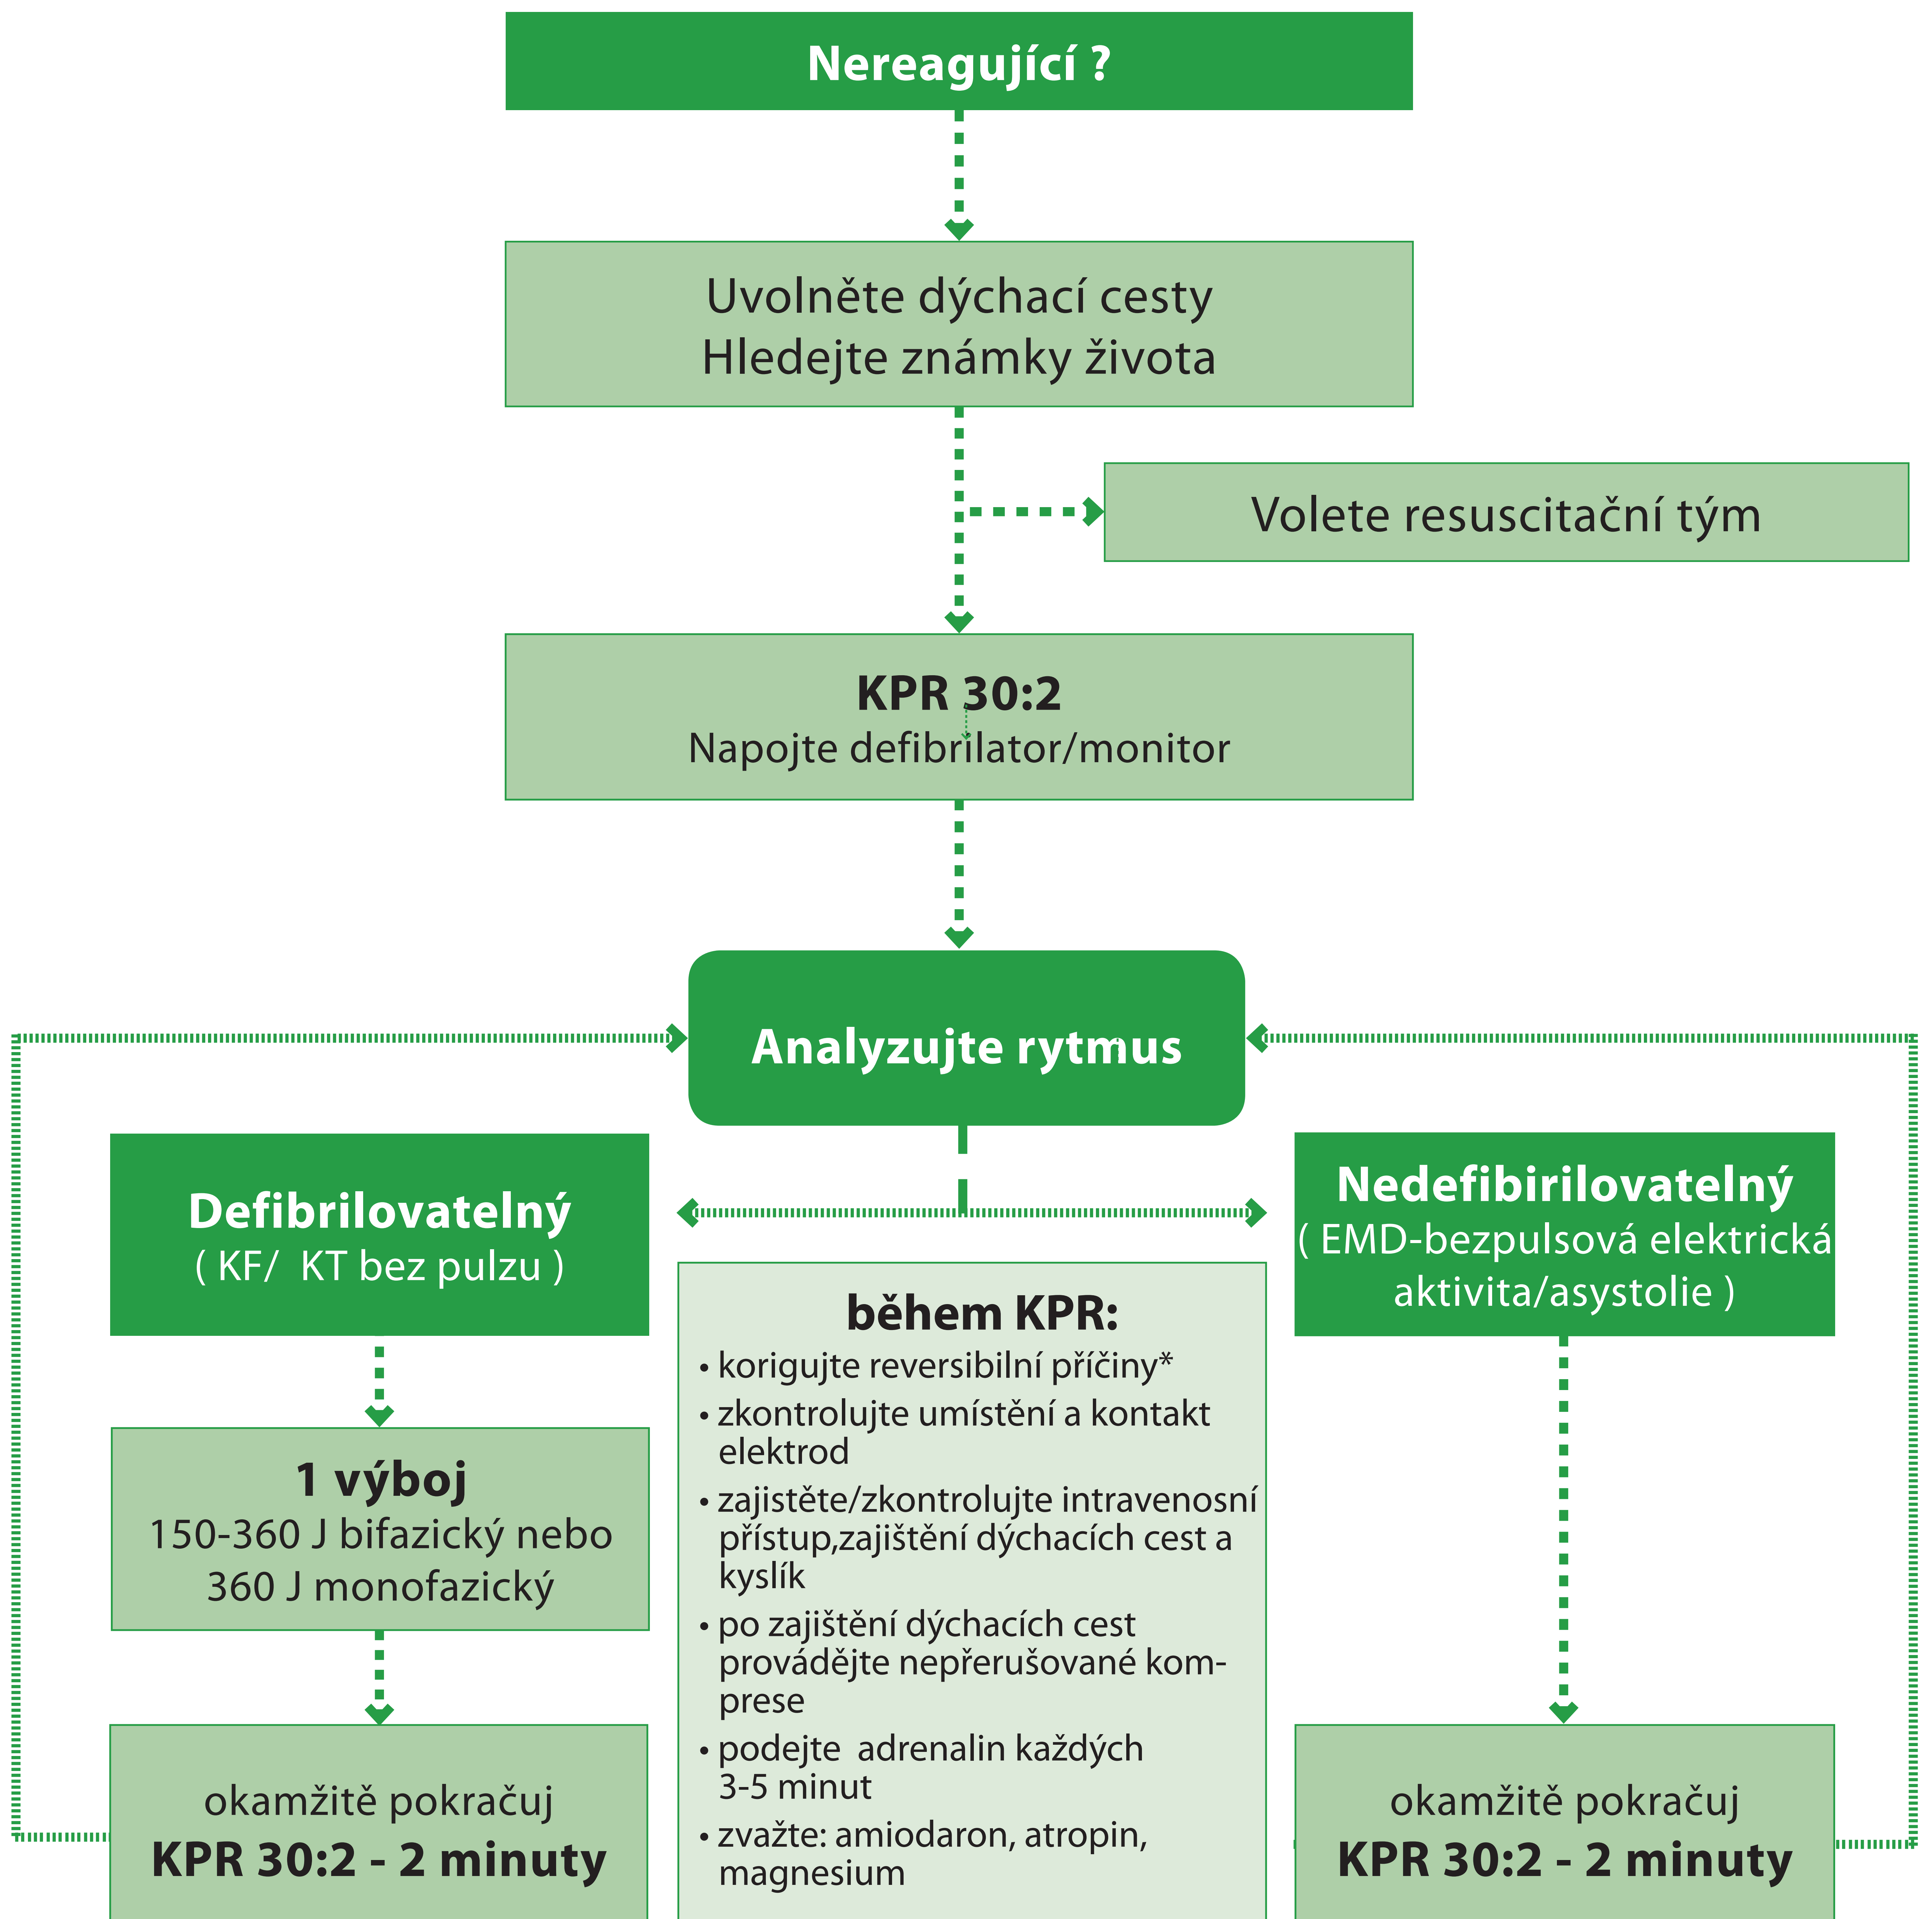 Nereagující ?
Uvolněte dýchací cesty
Hledejte známky života
Volete resuscitační tým
KPR 30:2
Napojte defibrilator/monitor
Analyzujte rytmus
Defibrilovatelný
( KF/  KT bez pulzu )
1 výboj
150-360 J bifazický nebo
360 J monofazický
okamžitě pokračuj
KPR 30:2 - 2 minuty
během KPR:
• korigujte reversibilní příčiny*
• zkontrolujte umístění a kontakt
elektrod
• zajistěte/zkontrolujte intravenosní
přístup,zajištění dýchacích cest a
kyslík
• po zajištění dýchacích cest
provádějte nepřerušované kom-
prese
• podejte  adrenalin každých
3-5 minut
• zvažte: amiodaron, atropin,
magnesium
Nedefibirilovatelný
( EMD-bezpulsová elektrická
aktivita/asystolie )
okamžitě pokračuj
KPR 30:2 - 2 minuty